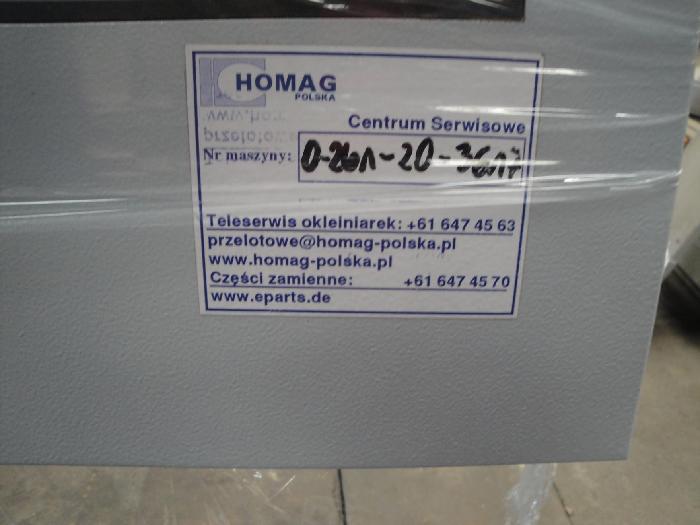 HOMAG
POLSKA
Centrum Serwisowe
Nr maszyny:
Teleserwis okleiniarek: +61 647 45 63
przelotowe@homag-polska.pl
www.homag-polska.pl
Części zamienne: +61 647 45 70
www.eparts.de